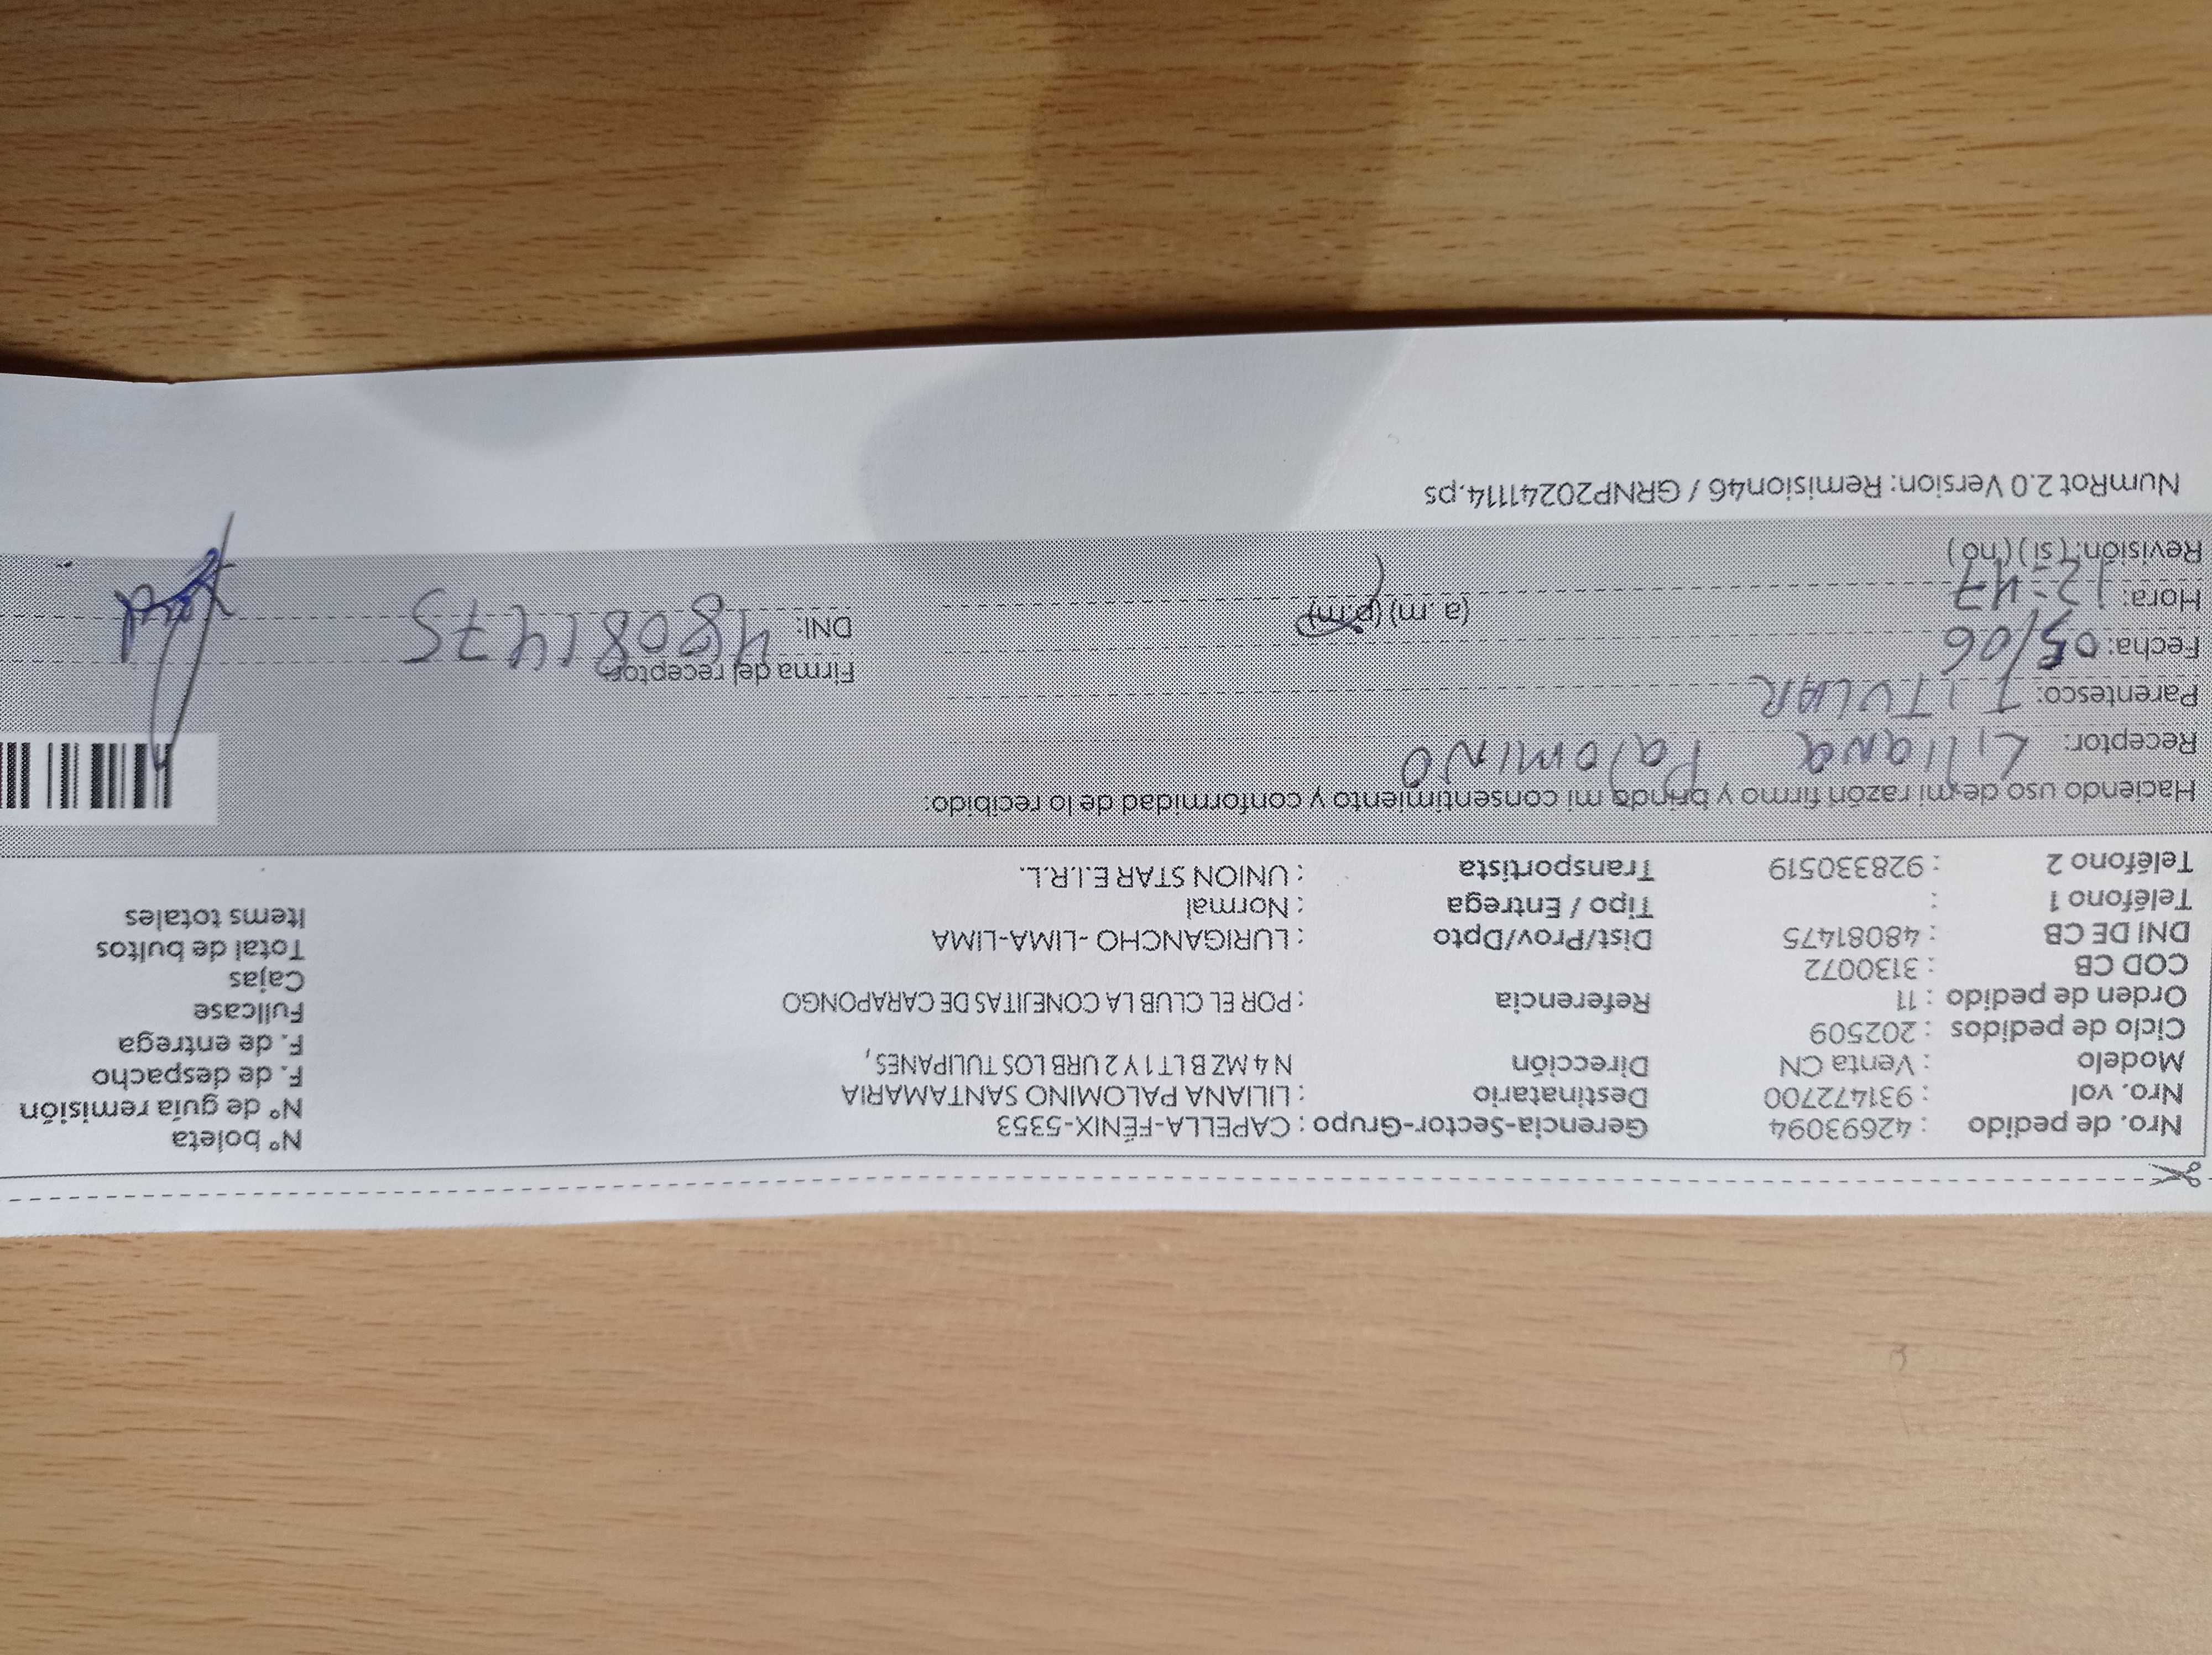 Nro. de pedido : 42693094 Gerencia-Sector-Grupo : CAPELLA-FÉNIX-5353 N° boleta
Nro. vol : 931472700 Destinatario : LILIANA PALOMINO SANTAMARIA N° de guía remisión
Modelo : Venta CN Dirección N 4 MZ B LT 1 Y 2 URB LOS TULIPANES, F. de despacho
Ciclo de pedidos : 202509 F. de entrega
Orden de pedido : 11 Referencia : POR EL CLUB LA CONEJITAS DE CARAPONGO Fullcase
COD CB : 3130072 Cajas
DNI DE CB : 48081475 Dist/Prov/Dpto : LURIGANCHO -LIMA-LIMA Total de bultos
Teléfono 1 : Tipo / Entrega : Normal Items totales
Teléfono 2 : 928330519 Transportista : UNION STAR E.I.R.L.
Haciendo uso de mi razón firmo y brindo mi consentimiento y conformidad de lo recibido:
Receptor: Liliana Palomino
Parentesco: TITULAR
Fecha: 05/06 Firma del receptor
Hora: 12:47 (a. m) (p.m) DNI: 48081475
Revisión: (si) (no)
NumRot 2.0 Version: Remision46 / GRNP20241114.ps